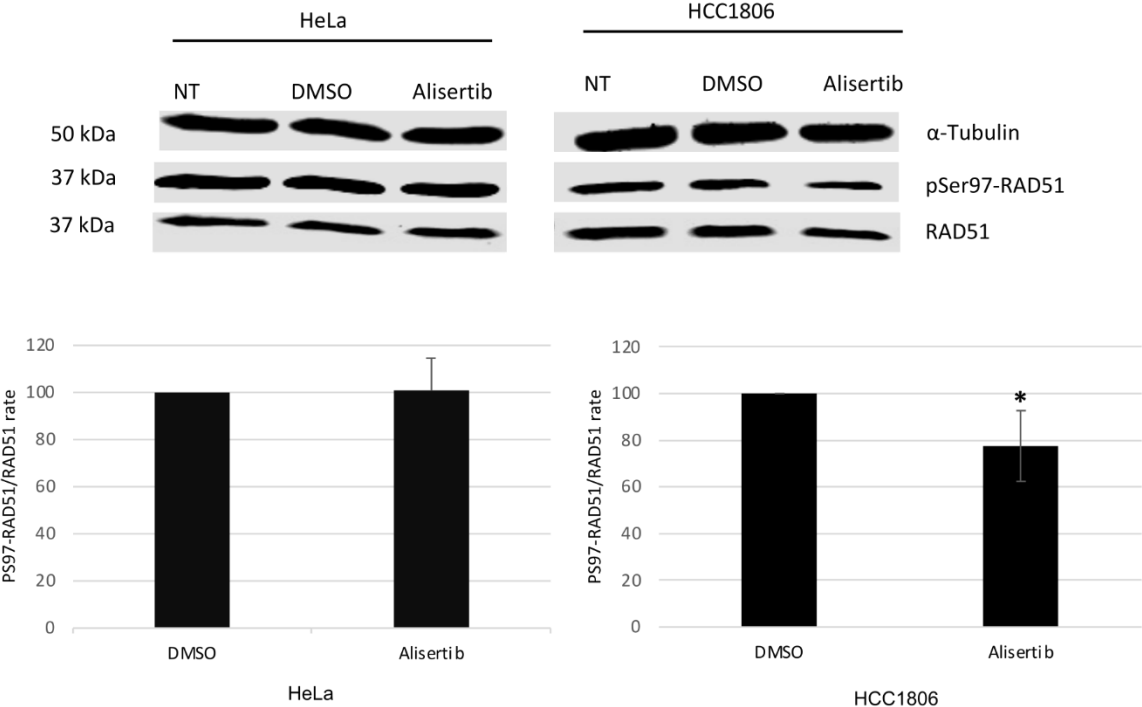 HeLa
HCC1806
NT DMSO Alisertib
NT DMSO Alisertib
50 kDa
α-Tubulin
37 kDa
pSer97-RAD51
37 kDa
RAD51
PS97-RAD51/RAD51 rate
120
100
80
60
40
20
0
DMSO Alisertib
HeLa
PS97-RAD51/RAD51 rate
120
100
80
60
40
20
0
*
DMSO Alisertib
HCC1806